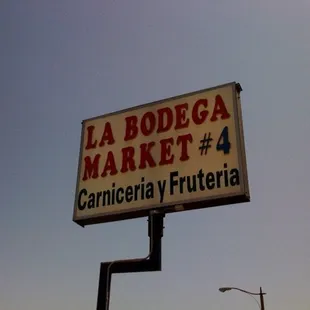 LA BODEGA
MARKET #4
Carniceria y Fruteria